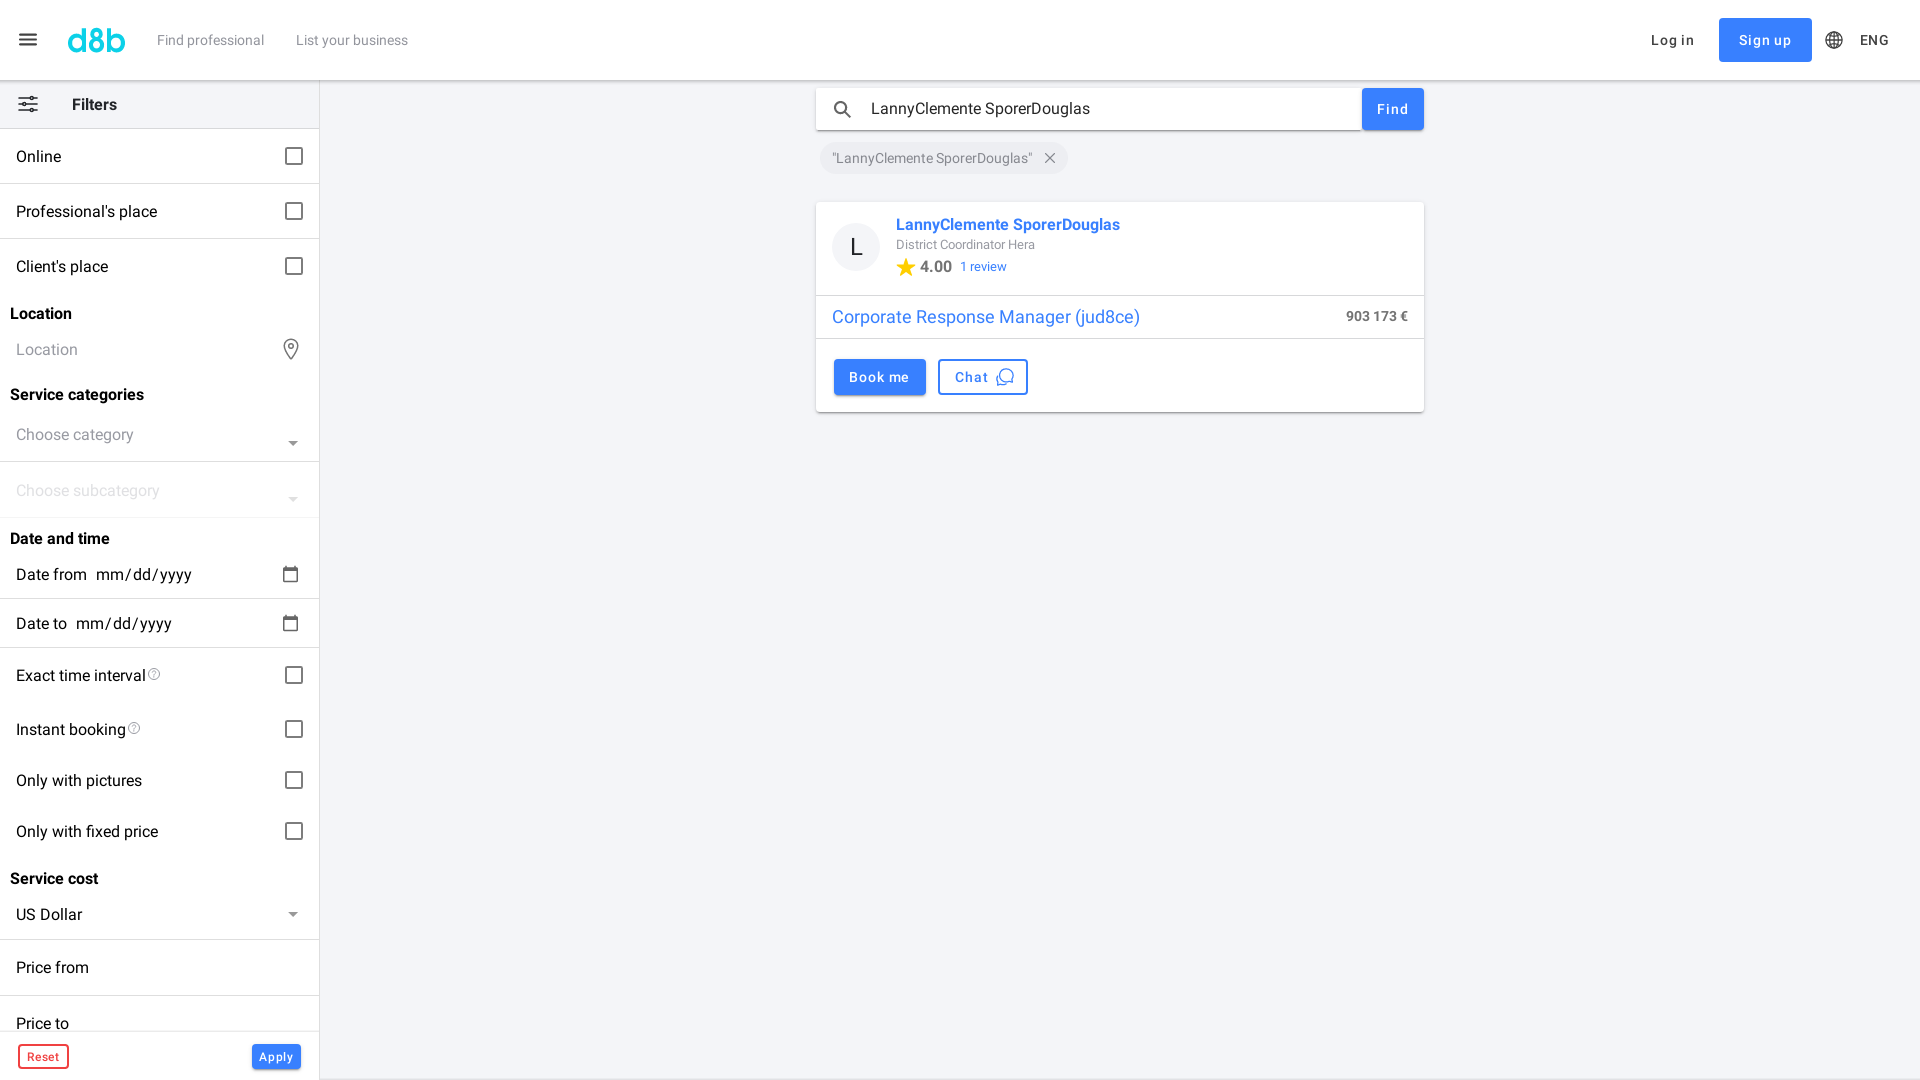 d8b
Find professional
List your business
Log in
Sign up
ENG
Filters
Online
Professional's place
Client's place
Location
Location
Service categories
Choose category
Choose subcategory
Date and time
Date from mm/dd/yyyy
Date to mm/dd/yyyy
Exact time interval
Instant booking
Only with pictures
Only with fixed price
Service cost
US Dollar
Price from
Price to
Reset
Apply
LannyClemente SporerDouglas
Find
"LannyClemente SporerDouglas"
L
LannyClemente SporerDouglas
District Coordinator Hera
4.00 1 review
Corporate Response Manager (jud8ce)
903 173 €
Book me
Chat